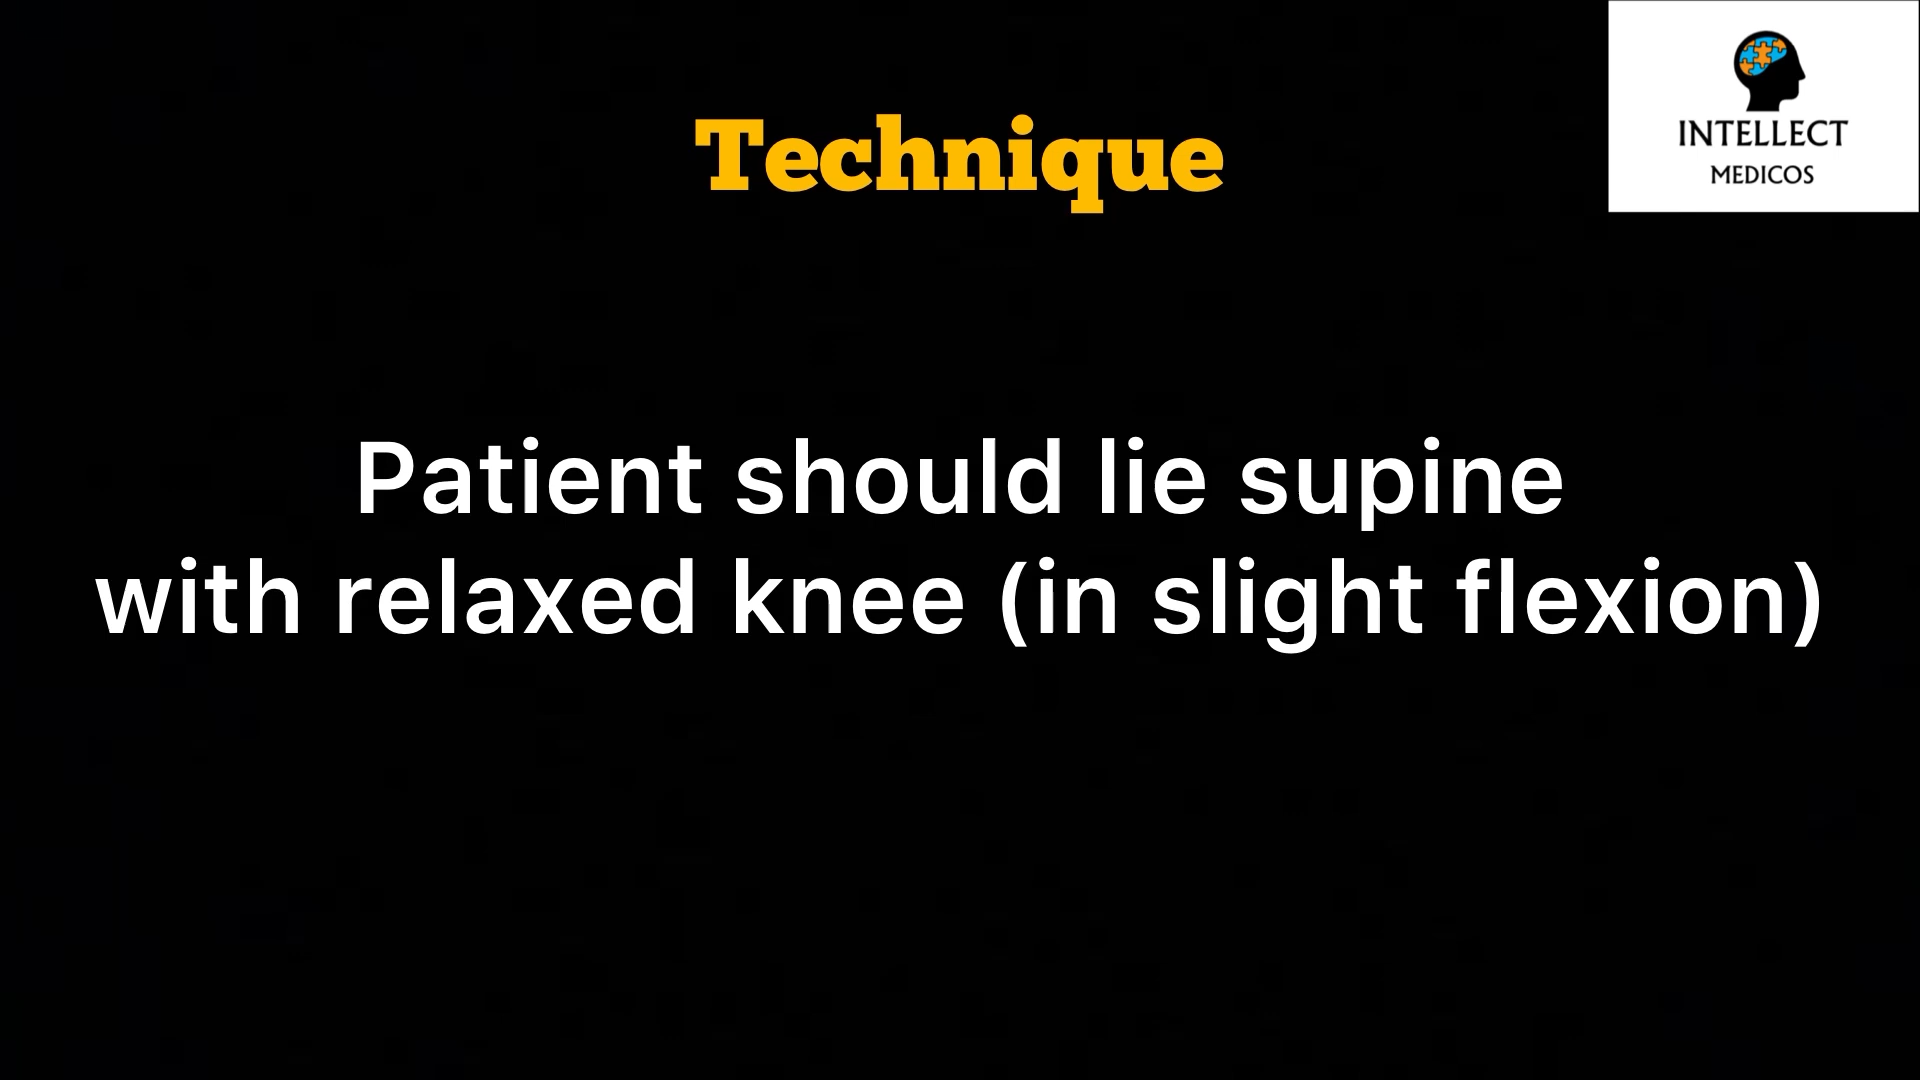 Technique
INTELLECT
MEDICOS
Patient should lie supine
with relaxed knee (in slight flexion)